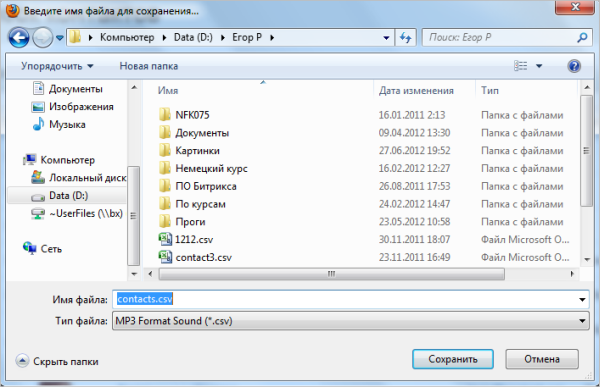 Введите имя файла для сохранения...
Компьютер Data (D:) Егор Р
Поиск: Егор Р
Упорядочить Новая папка
Документы
Изображения
Музыка
Компьютер
Локальный диск
Data (D:)
~UserFiles (\\bx)
Сеть
Имя Дата изменения Тип
NFK075 16.01.2011 2:13 Папка с файлами
Документы 09.04.2012 13:30 Папка с файлами
Картинки 27.06.2012 19:52 Папка с файлами
Немецкий курс 16.02.2012 12:27 Папка с файлами
ПО Битрикса 26.08.2011 17:53 Папка с файлами
По курсам 24.02.2012 14:47 Папка с файлами
Проги 23.05.2012 10:58 Папка с файлами
1212.csv 30.11.2011 18:07 Файл Microsoft O...
contact3.csv 23.11.2011 16:49 Файл Microsoft O...
Имя файла: contacts.csv
Тип файла: MP3 Format Sound (*.csv)
Скрыть папки Сохранить Отмена